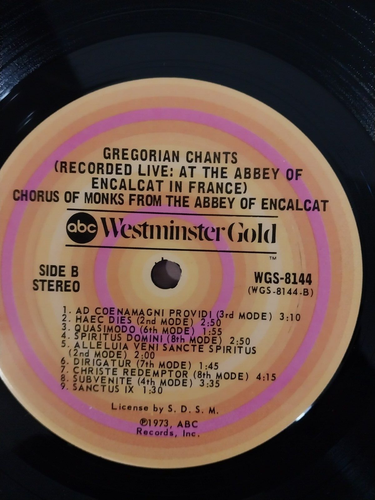 GREGORIAN CHANTS
(RECORDED LIVE: AT THE ABBEY OF
ENCALCAT IN FRANCE)
CHORUS OF MONKS FROM THE ABBEY OF ENCALCAT
abc Westminster Gold
TM
SIDE B
STEREO
WGS-8144
(WGS-8144-B)
1. AD COENAMAGNI PROVIDI (3rd MODE) 3:10
2. HAEC DIES (2nd MODE) 2:50
3. QUASIMODO (6th MODE) 1:55
4. SPIRITUS DOMINI (8th MODE) 2:50
5. ALLELUIA VENI SANCTE SPIRITUS
(2nd MODE) 2:00
6. DIRIGATUR (7th MODE) 1:45
7. CHRISTE REDEMPTOR (8th MODE) 4:15
8. SUBVENITE (4th MODE) 3:35
9. SANCTUS IX 1:30
License by S. D. S. M.
℗1973, ABC
Records, Inc.